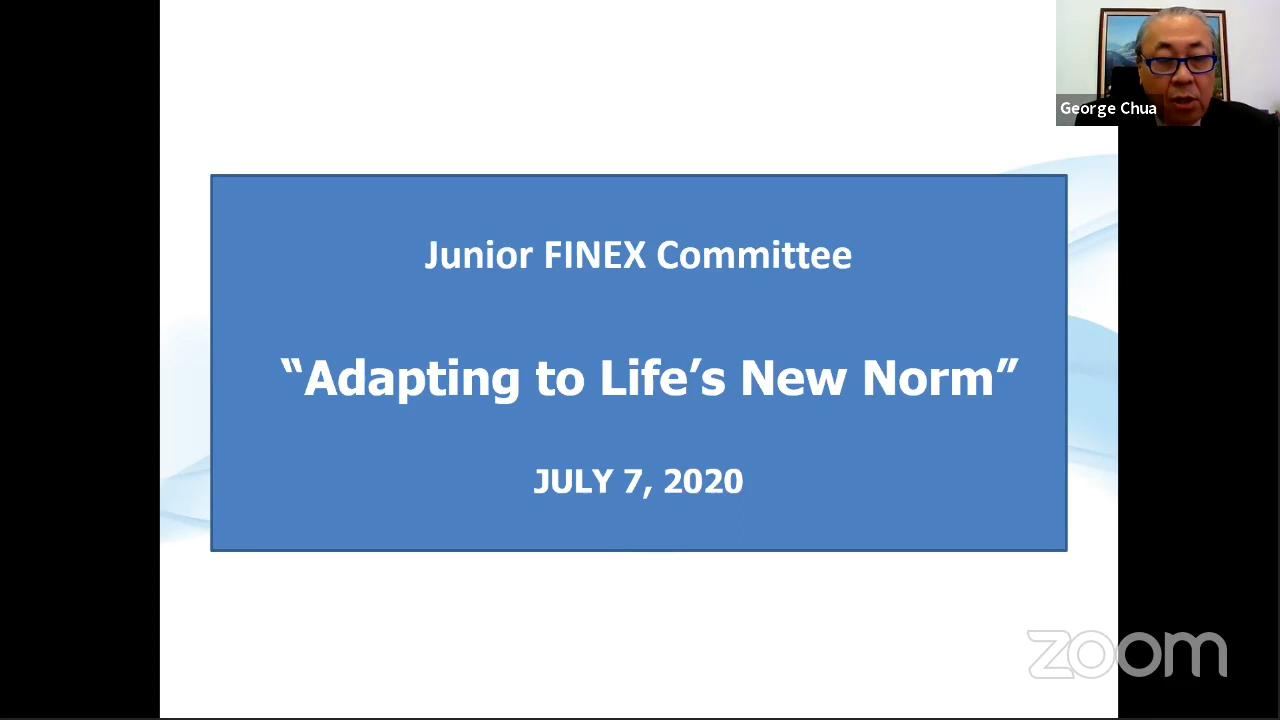 George Chua
Junior FINEX Committee
“Adapting to Life’s New Norm”
JULY 7, 2020
zoom